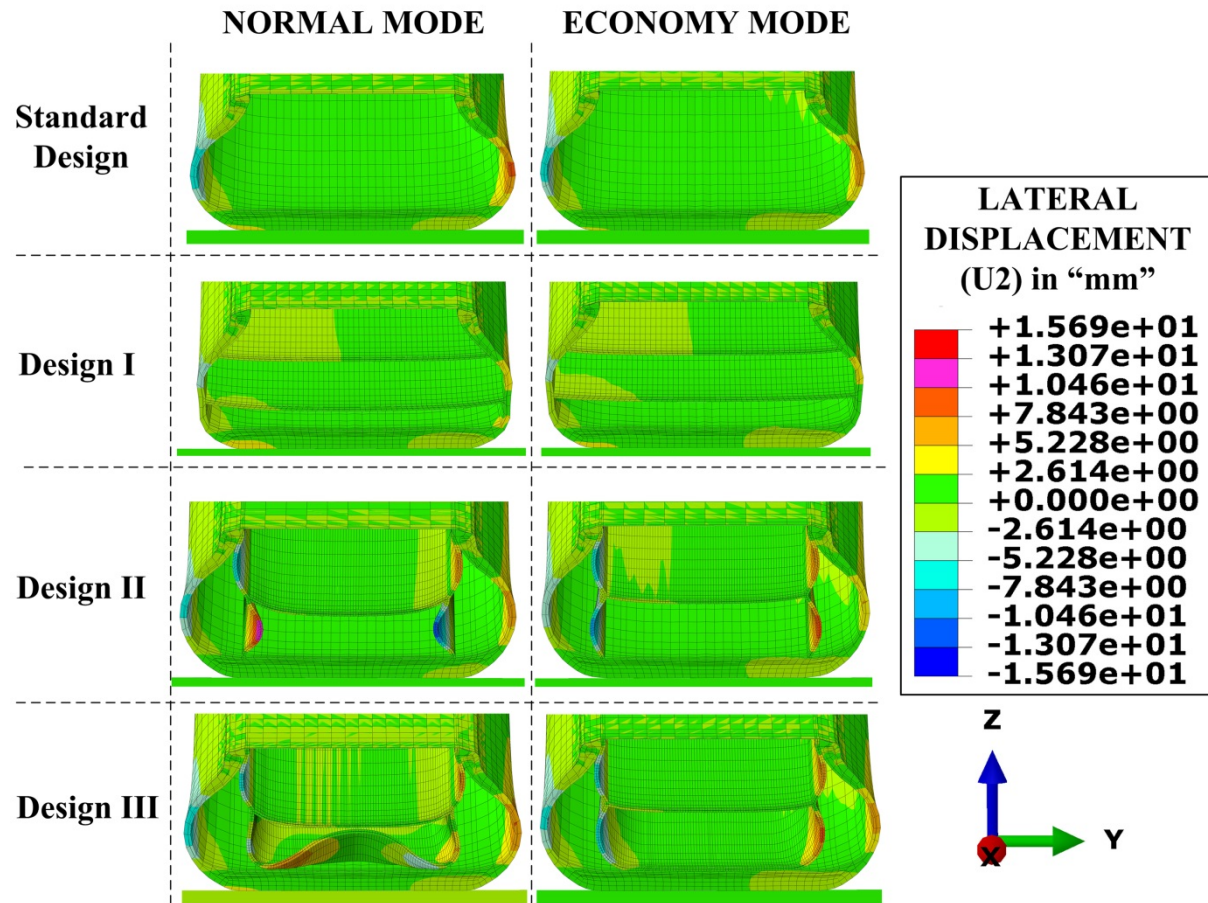 NORMAL MODE
ECONOMY MODE
Standard
Design
Design I
Design II
Design III
LATERAL
DISPLACEMENT
(U2) in “mm”
+1.569e+01
+1.307e+01
+1.046e+01
+7.843e+00
+5.228e+00
+2.614e+00
+0.000e+00
-2.614e+00
-5.228e+00
-7.843e+00
-1.046e+01
-1.307e+01
-1.569e+01
Z
Y
X